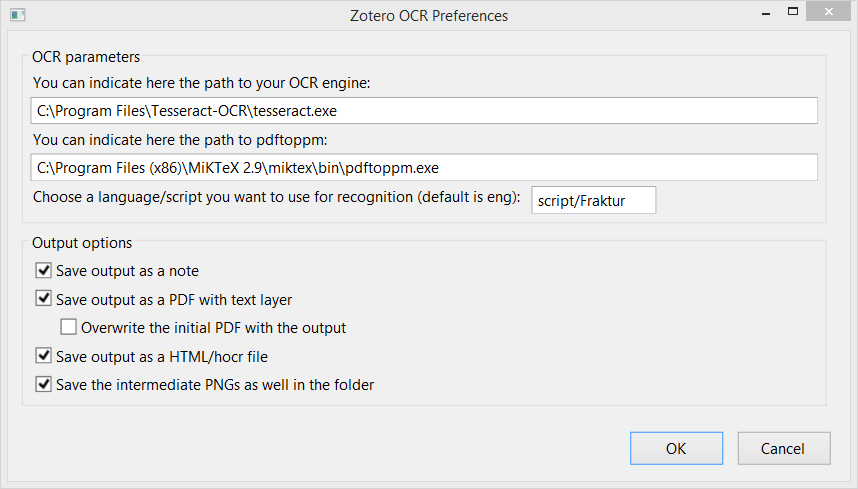 Zotero OCR Preferences
OCR parameters
You can indicate here the path to your OCR engine:
C:\Program Files\Tesseract-OCR\tesseract.exe
You can indicate here the path to pdftoppm:
C:\Program Files (x86)\MiKTeX 2.9\miktex\bin\pdftoppm.exe
Choose a language/script you want to use for recognition (default is eng): script/Fraktur
Output options
Save output as a note
Save output as a PDF with text layer
Overwrite the initial PDF with the output
Save output as a HTML/hocr file
Save the intermediate PNGs as well in the folder
OK Cancel